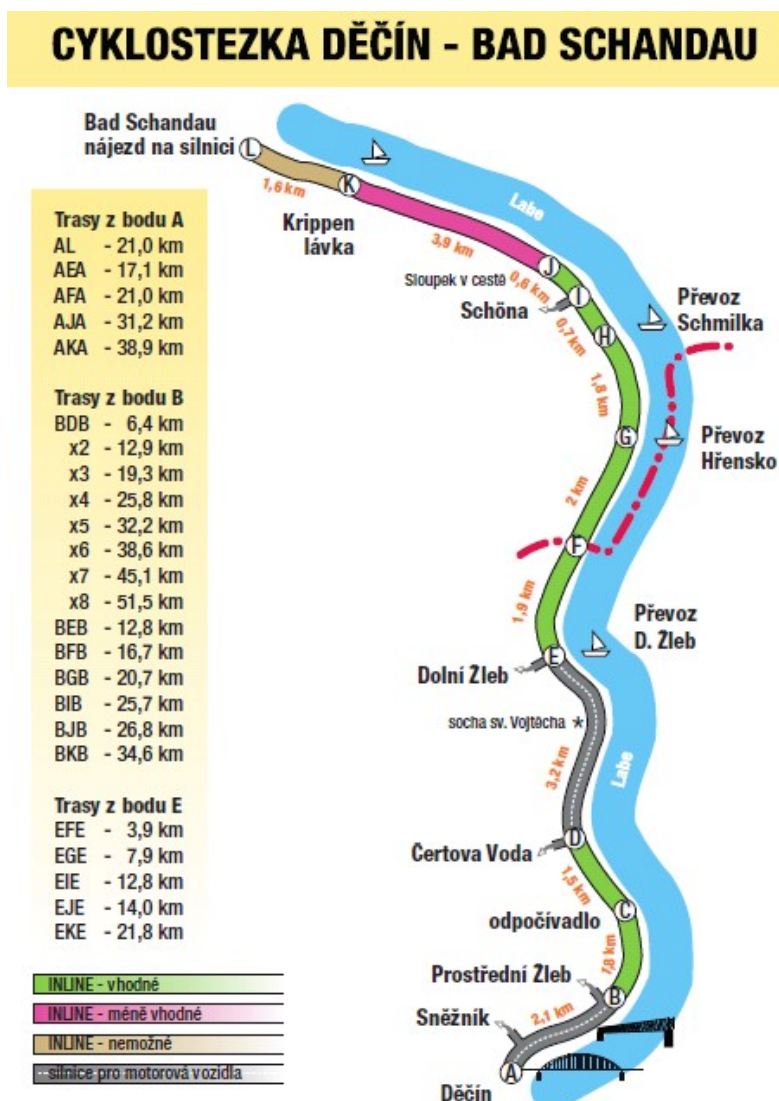 CYKLOSTEZKA DĚČÍN - BAD SCHANDAU
Bad Schandau
nájezd na silnici
L
1,6 km
K
Krippen
lávka
3,9 km
Labe
J
Sloupek v cestě
0,6 km
I
Schöna
0,7 km
H
Převoz
Schmilka
1,8 km
G
Převoz
Hřensko
2 km
F
1,9 km
Převoz
D. Žleb
E
Dolní Žleb
socha sv. Vojtěcha *
3,2 km
Labe
D
Čertova Voda
1,5 km
C
odpočívadlo
1,8 km
Prostřední Žleb
B
2,1 km
Sněžník
A
Děčín
Trasy z bodu A
AL - 21,0 km
AEA - 17,1 km
AFA - 21,0 km
AJA - 31,2 km
AKA - 38,9 km
Trasy z bodu B
BDB - 6,4 km
x2 - 12,9 km
x3 - 19,3 km
x4 - 25,8 km
x5 - 32,2 km
x6 - 38,6 km
x7 - 45,1 km
x8 - 51,5 km
BEB - 12,8 km
BFB - 16,7 km
BGB - 20,7 km
BIB - 25,7 km
BJB - 26,8 km
BKB - 34,6 km
Trasy z bodu E
EFE - 3,9 km
EGE - 7,9 km
EIE - 12,8 km
EJE - 14,0 km
EKE - 21,8 km
INLINE - vhodné
INLINE - méně vhodné
INLINE - nemožné
silnice pro motorová vozidla